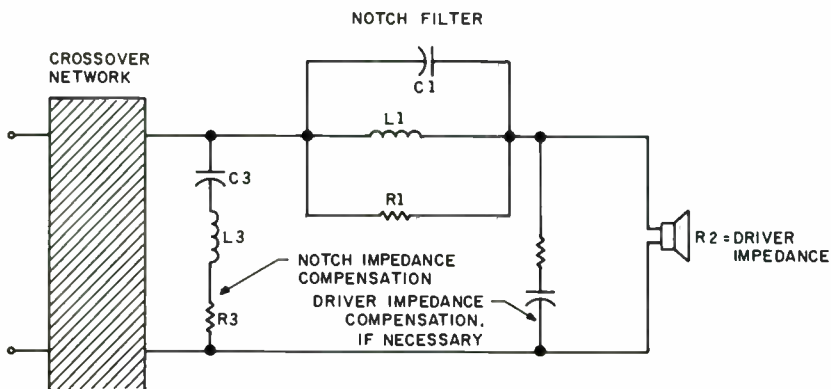 NOTCH FILTER
CROSSOVER
NETWORK
C1
L1
R1
C3
L3
R3
NOTCH IMPEDANCE
COMPENSATION
DRIVER IMPEDANCE
COMPENSATION,
IF NECESSARY
R2=DRIVER
IMPEDANCE